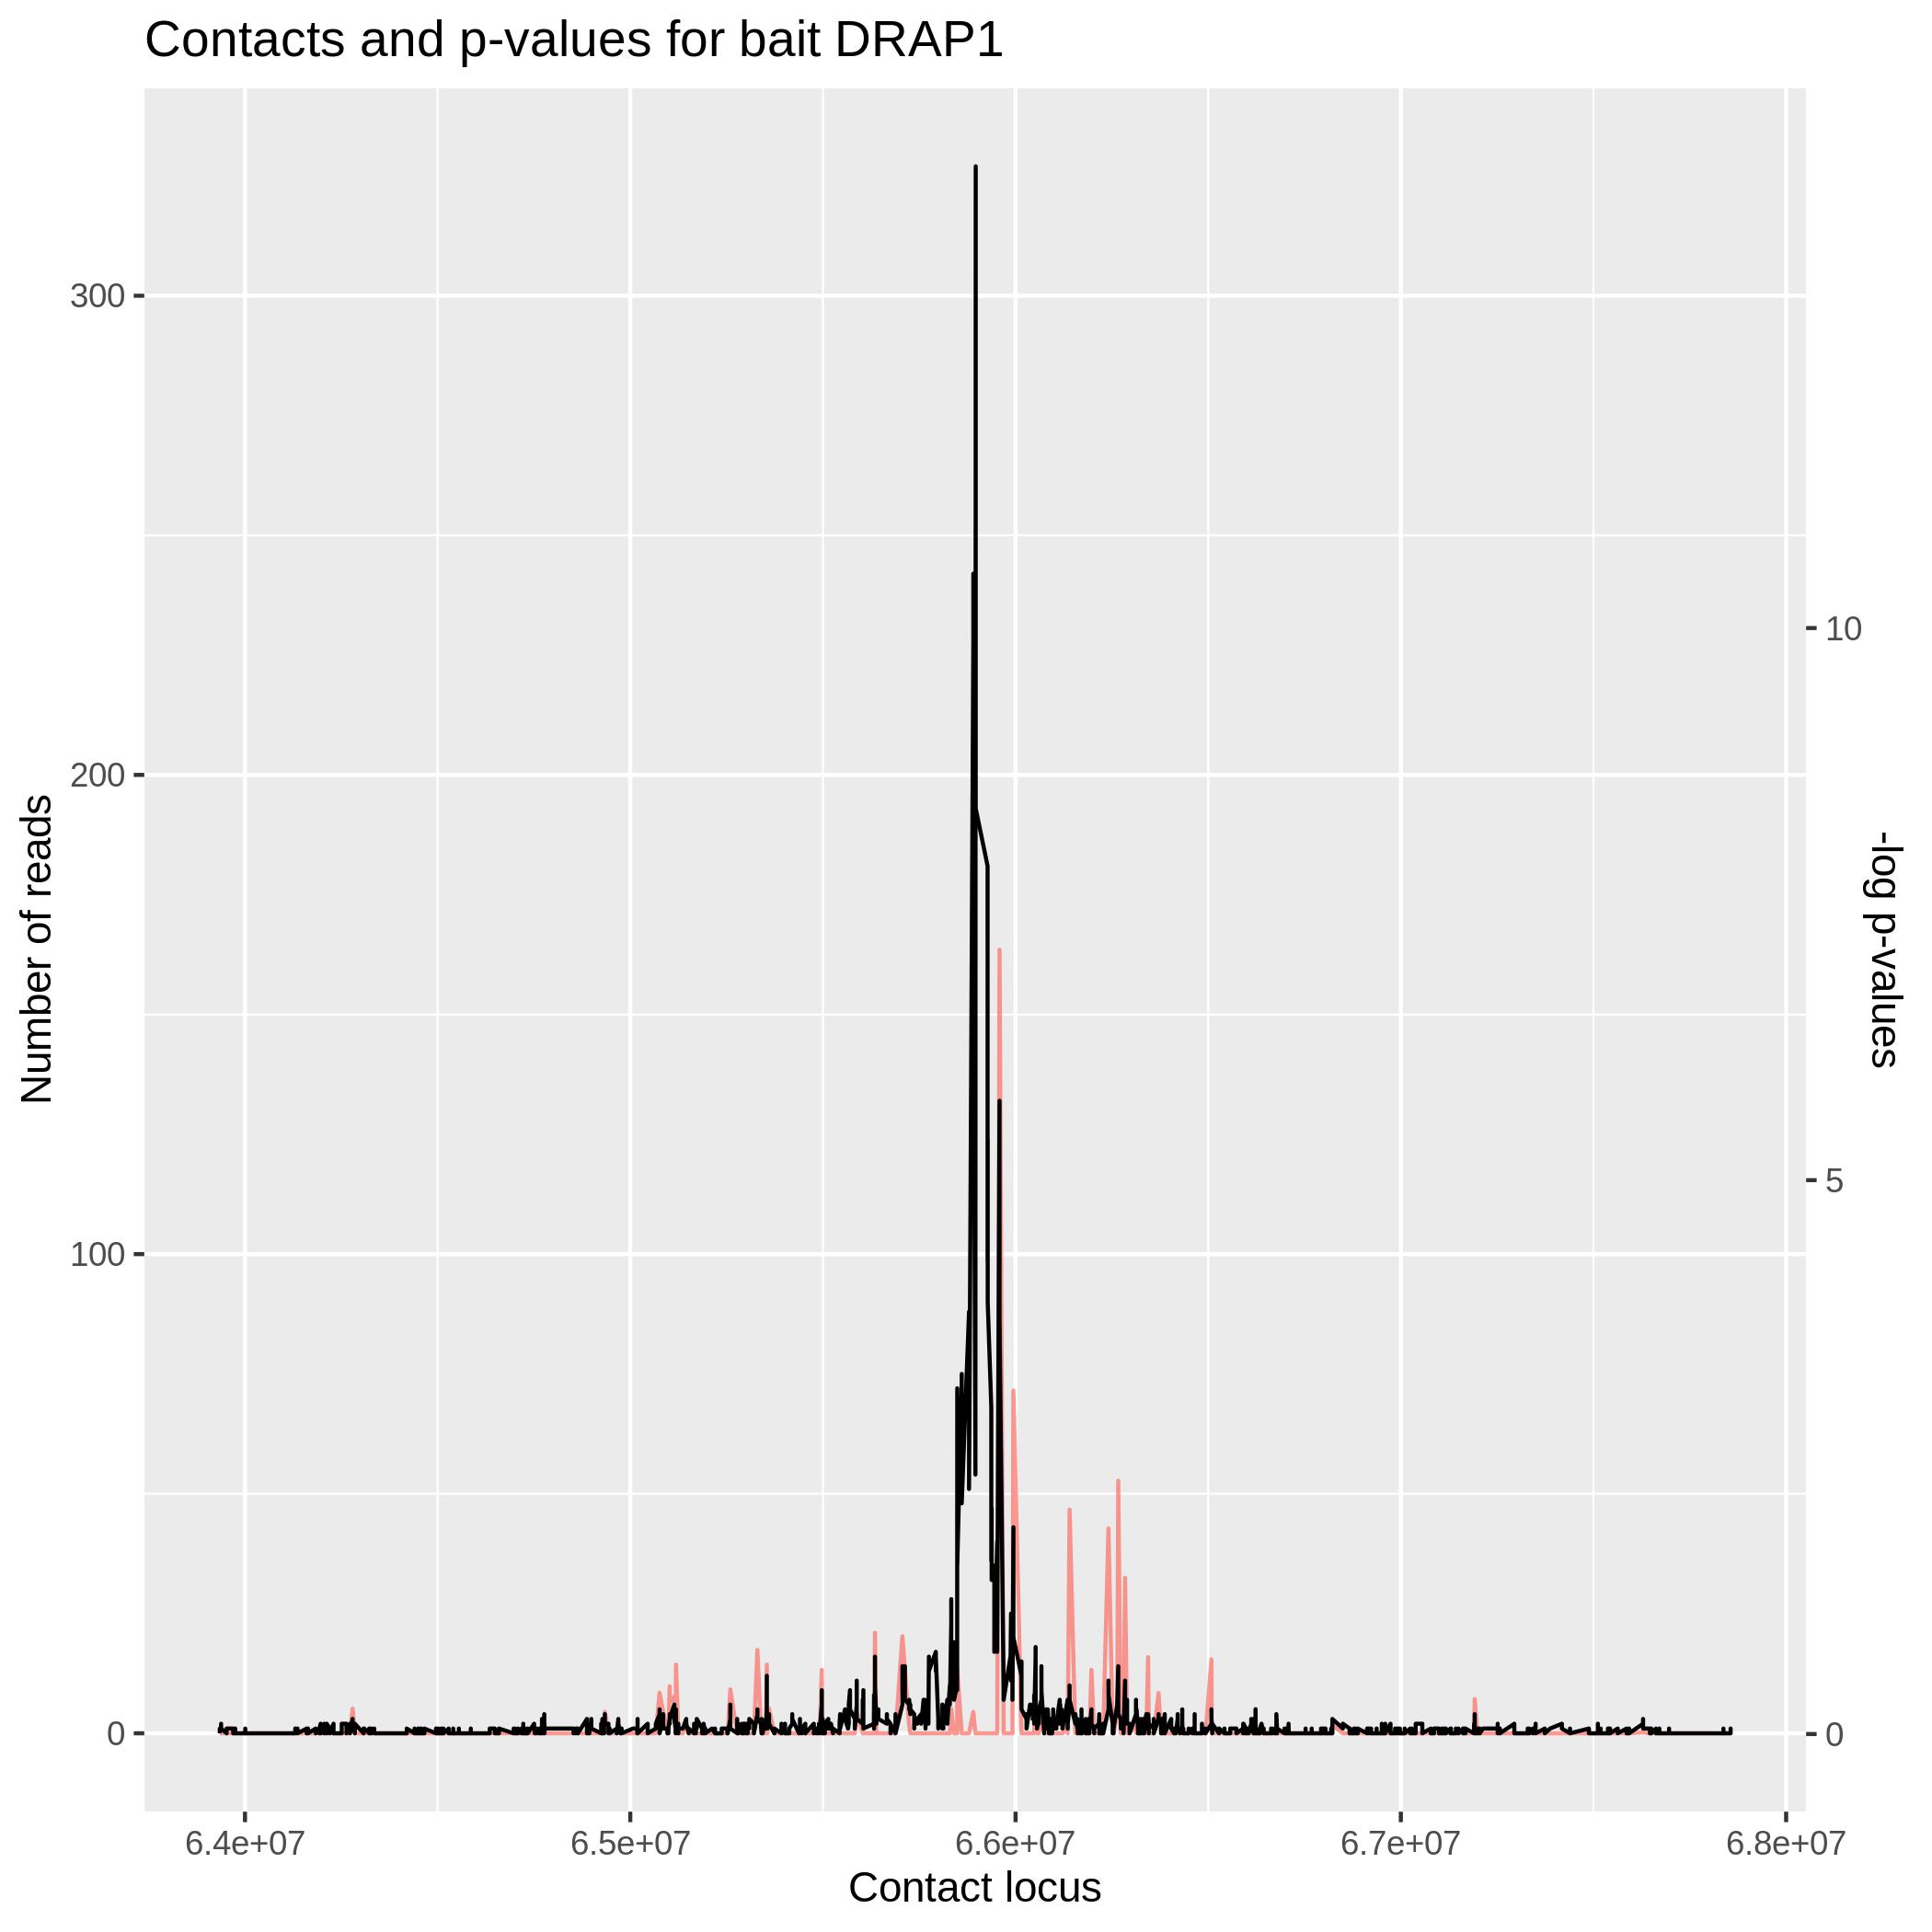 Contacts and p-values for bait DRAP1
Number of reads
300
200
100
0
10
5
0
-log p-values
6.4e+07
6.5e+07
6.6e+07
6.7e+07
6.8e+07
Contact locus